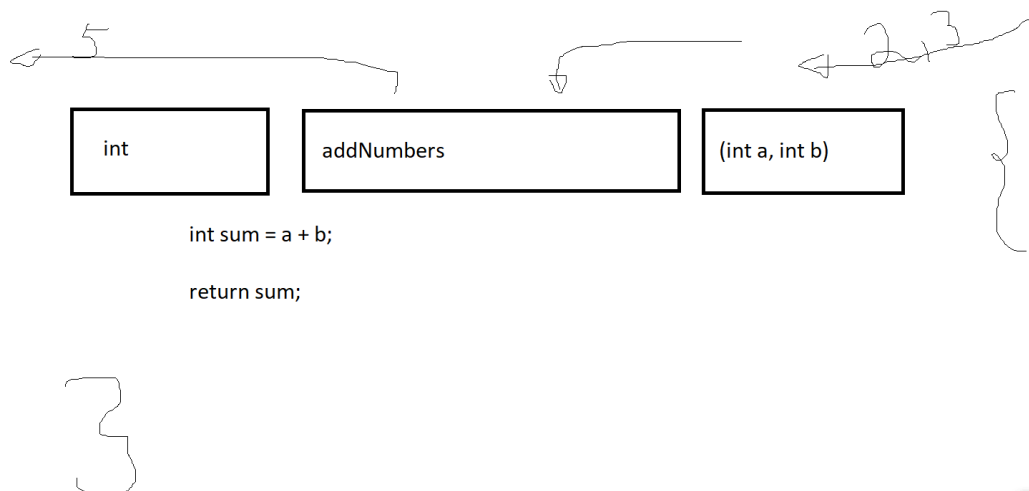 5 2, 3
int addNumbers (int a, int b) {
int sum = a + b;
return sum;
}